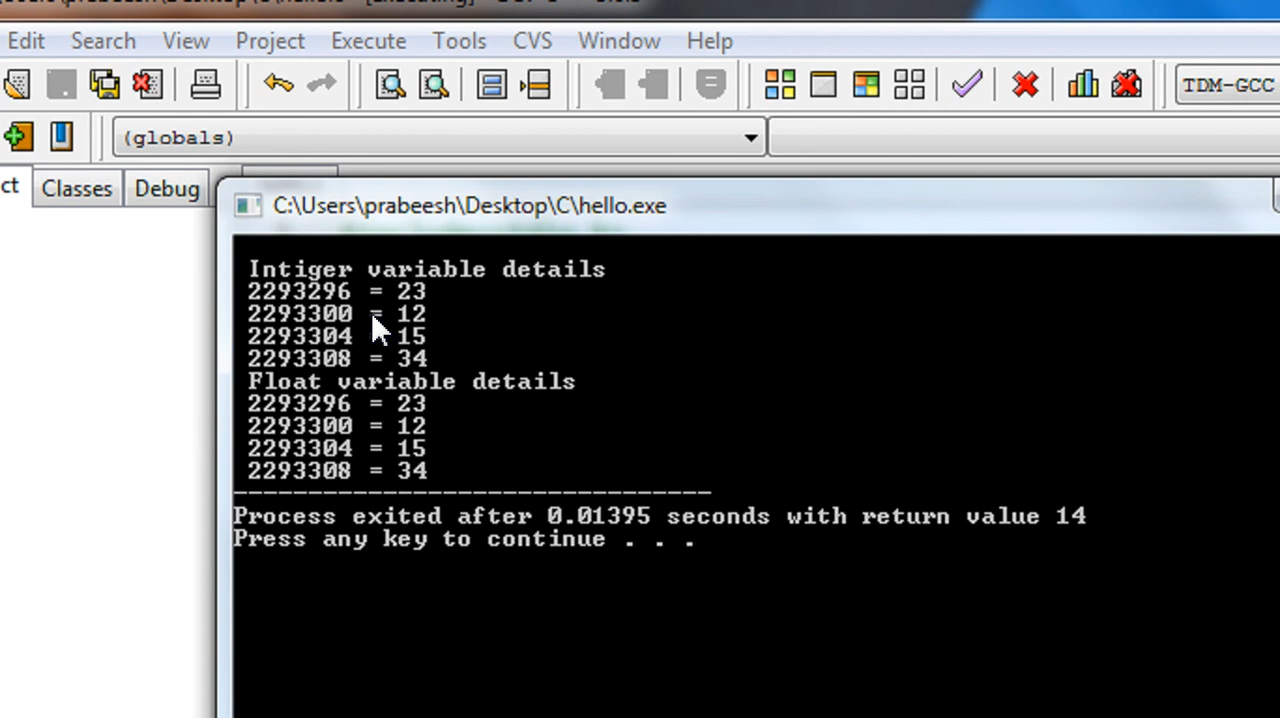 Edit Search View Project Execute Tools CVS Window Help
TDM-GCC
(globals)
ct Classes Debug
C:\Users\prabeesh\Desktop\C\hello.exe
Intiger variable details
2293296 = 23
2293300 = 12
2293304 = 15
2293308 = 34
Float variable details
2293296 = 23
2293300 = 12
2293304 = 15
2293308 = 34
--------------------------------
Process exited after 0.01395 seconds with return value 14
Press any key to continue . . .